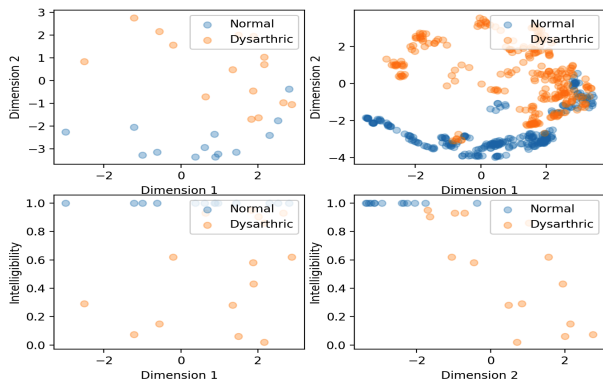 Normal
Dysarthric
Dimension 2
3
2
1
0
−1
−2
−3
−2
0
2
Dimension 1
Normal
Dysarthric
Dimension 2
2
0
−2
−4
−2
0
2
Dimension 1
Normal
Dysarthric
Intelligibility
1.0
0.8
0.6
0.4
0.2
0.0
−2
0
2
Dimension 1
Normal
Dysarthric
Intelligibility
1.0
0.8
0.6
0.4
0.2
0.0
−2
0
2
Dimension 2